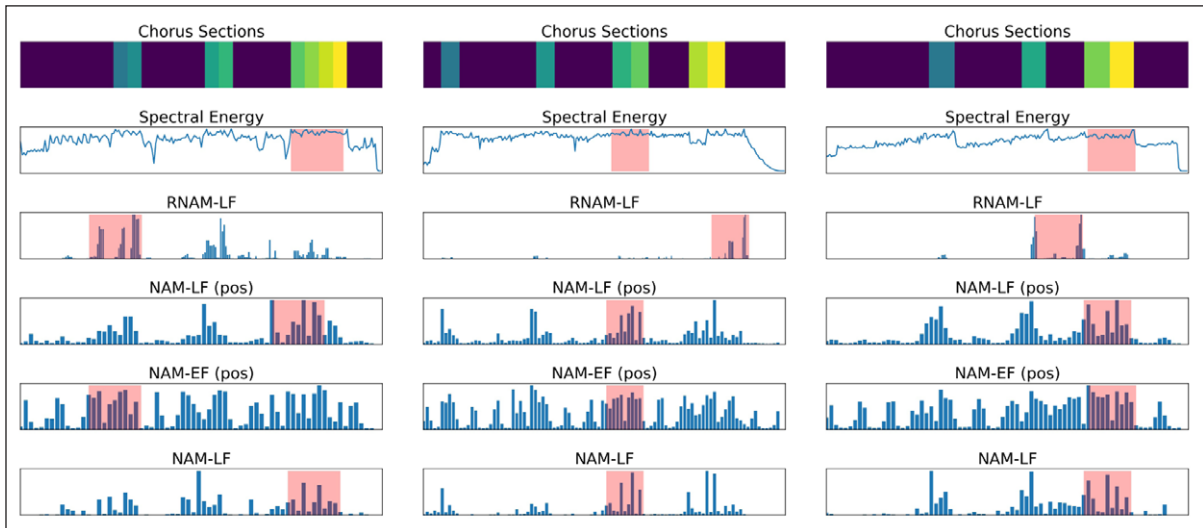 Chorus Sections Chorus Sections Chorus Sections
Spectral Energy Spectral Energy Spectral Energy
RNAM-LF RNAM-LF RNAM-LF
NAM-LF (pos) NAM-LF (pos) NAM-LF (pos)
NAM-EF (pos) NAM-EF (pos) NAM-EF (pos)
NAM-LF NAM-LF NAM-LF